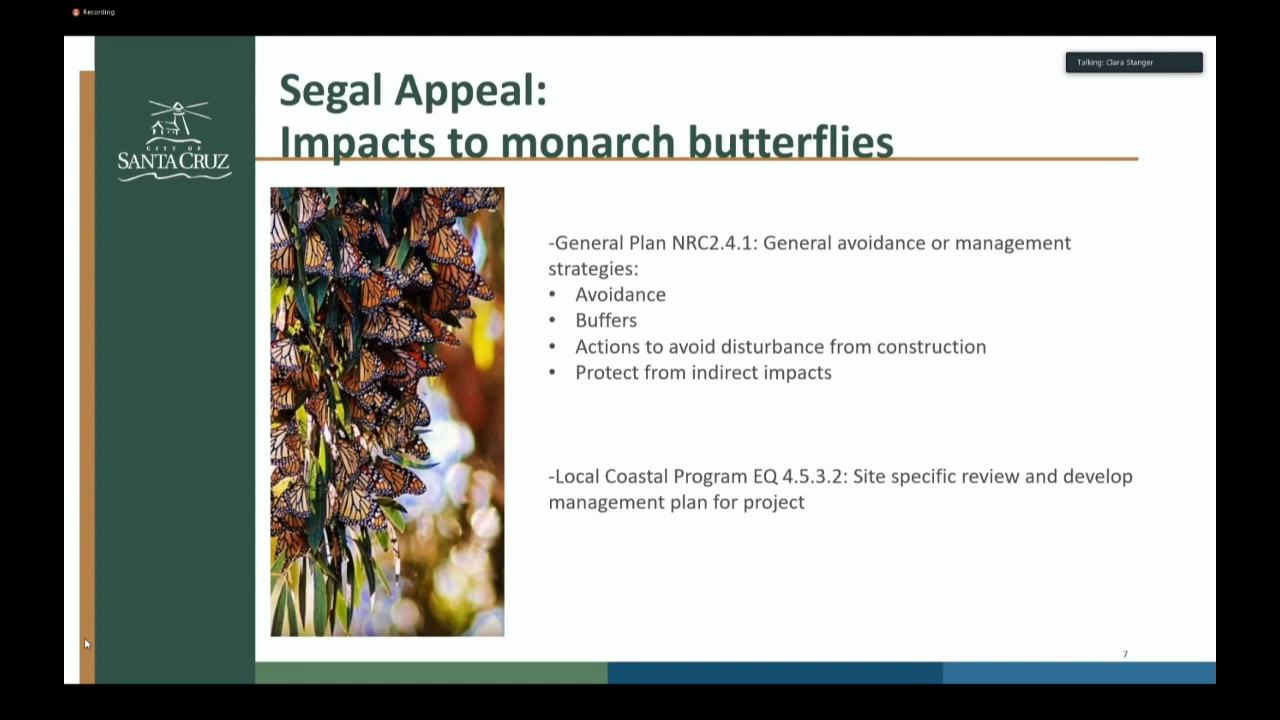 Recording
Talking: Clara Stanger
Segal Appeal:
Impacts to monarch butterflies
CITY OF
SANTA CRUZ
-General Plan NRC2.4.1: General avoidance or management
strategies:
• Avoidance
• Buffers
• Actions to avoid disturbance from construction
• Protect from indirect impacts
-Local Coastal Program EQ 4.5.3.2: Site specific review and develop
management plan for project
7